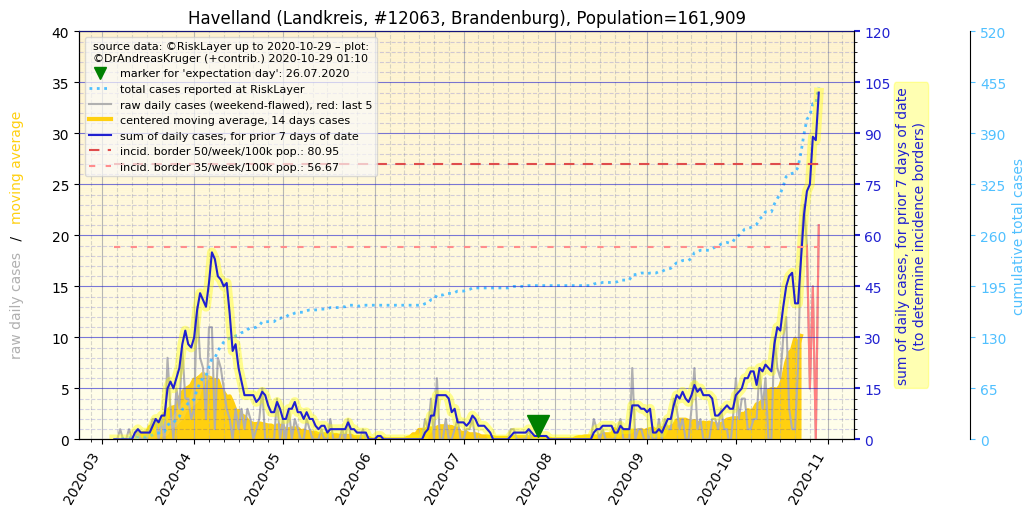 Havelland (Landkreis, #12063, Brandenburg), Population=161,909
source data: ©RiskLayer up to 2020-10-29 – plot:
©DrAndreasKruger (+contrib.) 2020-10-29 01:10
marker for 'expectation day': 26.07.2020
total cases reported at RiskLayer
raw daily cases (weekend-flawed), red: last 5
centered moving average, 14 days cases
sum of daily cases, for prior 7 days of date
incid. border 50/week/100k pop.: 80.95
incid. border 35/week/100k pop.: 56.67
raw daily cases / moving average
40
35
30
25
20
15
10
5
0
120
105
90
75
60
45
30
15
0
sum of daily cases, for prior 7 days of date
(to determine incidence borders)
520
455
390
325
260
195
130
65
0
cumulative total cases
2020-03
2020-04
2020-05
2020-06
2020-07
2020-08
2020-09
2020-10
2020-11